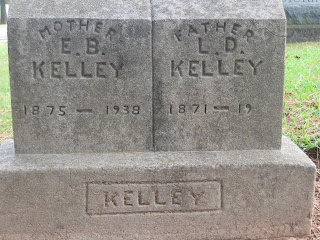 MOTHER
E.B.
KELLEY
1875 — 1938
FATHER
L.D.
KELLEY
1871 — 19
KELLEY